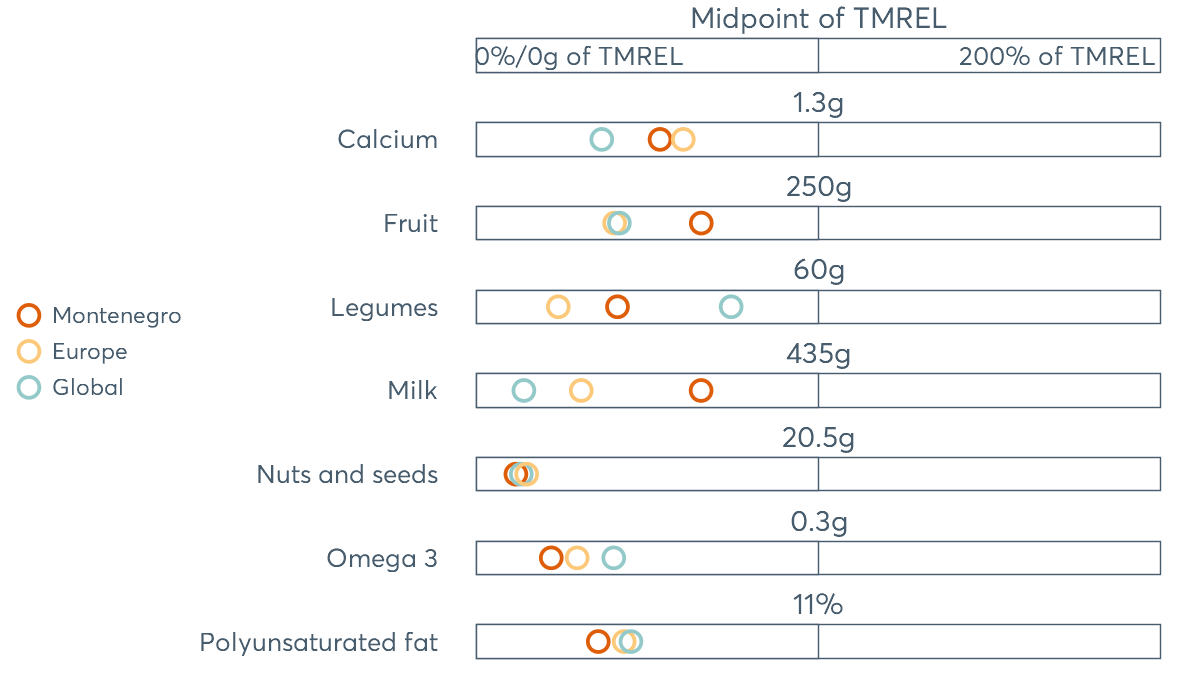 Midpoint of TMREL
0%/0g of TMREL
200% of TMREL
1.3g
Calcium
250g
Fruit
60g
Legumes
435g
Milk
20.5g
Nuts and seeds
0.3g
Omega 3
11%
Polyunsaturated fat
Montenegro
Europe
Global